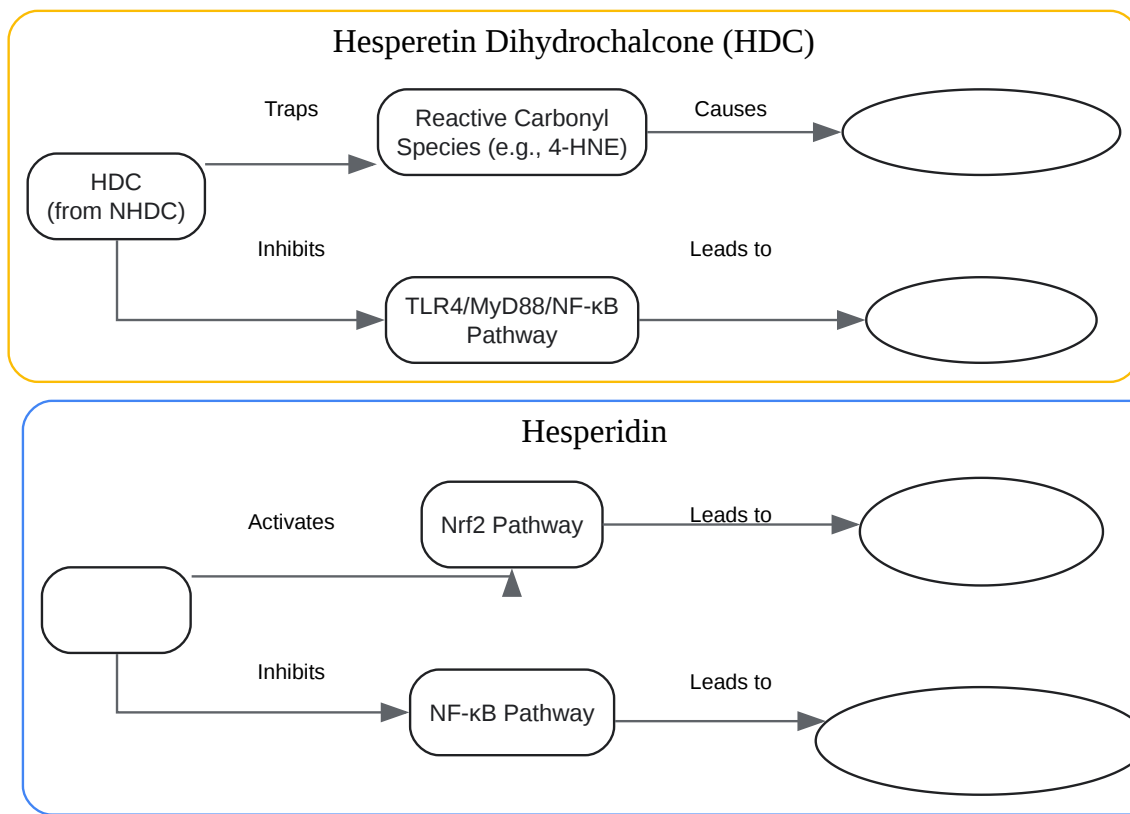 Hesperetin Dihydrochalcone (HDC)
Traps
Reactive Carbonyl
Species (e.g., 4-HNE)
Causes
HDC
(from NHDC)
Inhibits
TLR4/MyD88/NF-κB
Pathway
Leads to
Hesperidin
Activates
Nrf2 Pathway
Leads to
Inhibits
NF-κB Pathway
Leads to